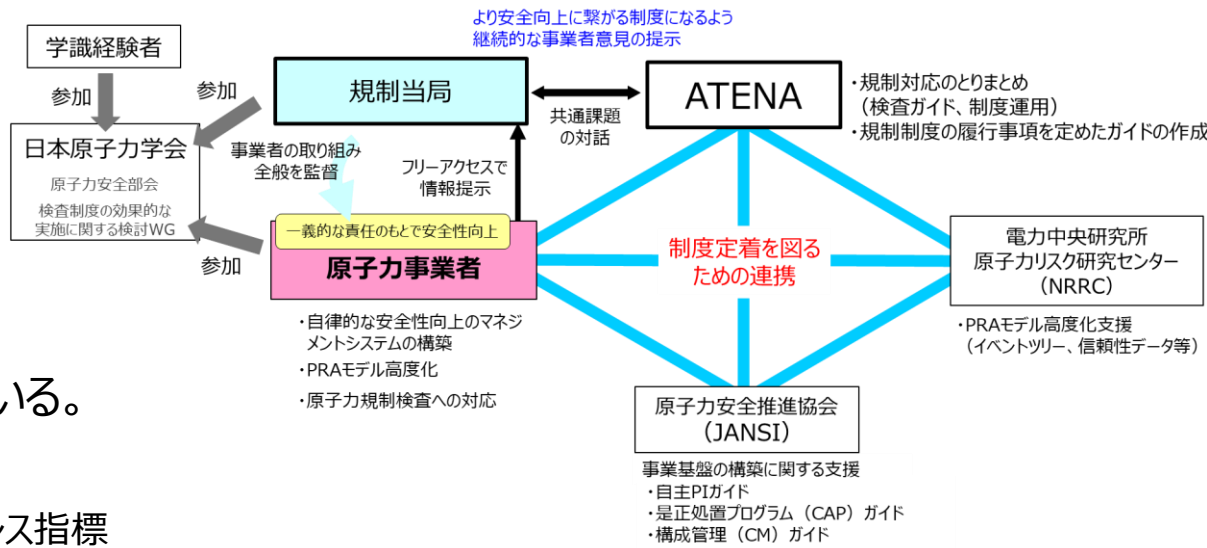 より安全向上に繋がる制度になるよう
継続的な事業者意見の提示
学識経験者
参加
参加
規制当局
共通課題
の対話
ATENA
・規制対応のとりまとめ
（検査ガイド、制度運用）
・規制制度の履行事項を定めたガイドの作成
日本原子力学会
原子力安全部会
検査制度の効果的な
実施に関する検討WG
参加
事業者の取り組み
全般を監督
フリーアクセスで
情報提示
一義的な責任のもとで安全性向上
原子力事業者
・自律的な安全性向上のマネジ
メントシステムの構築
・PRAモデル高度化
・原子力規制検査への対応
制度定着を図る
ための連携
電力中央研究所
原子力リスク研究センター
（NRRC）
・PRAモデル高度化支援
（イベントツリー、信頼性データ等）
いる。
原子力安全推進協会
（JANSI）
事業基盤の構築に関する支援
・自主PIガイド
・是正処置プログラム（CAP）ガイド
・構成管理（CM）ガイド
ス指標